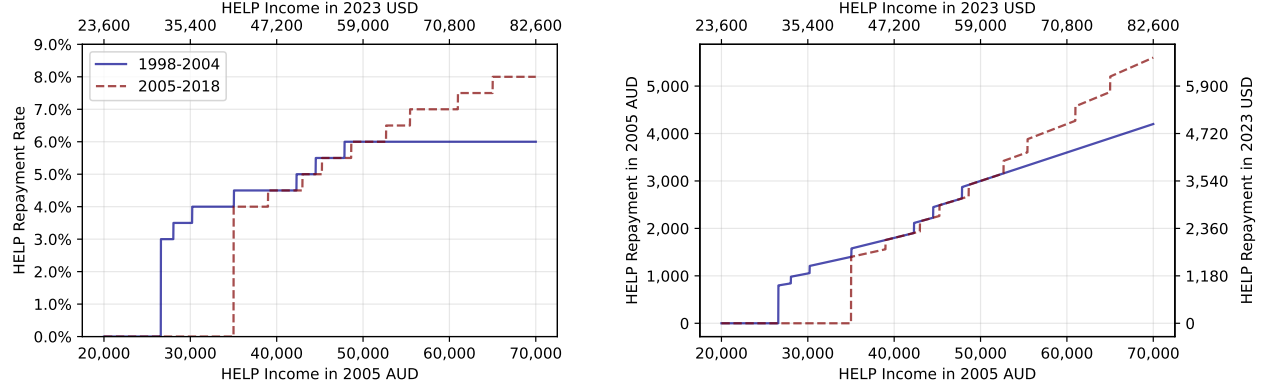 HELP Income in 2023 USD
23,600 35,400 47,200 59,000 70,800 82,600
9.0%
8.0%
7.0%
6.0%
5.0%
4.0%
3.0%
2.0%
1.0%
0.0%
HELP Repayment Rate
1998-2004
2005-2018
20,000 30,000 40,000 50,000 60,000 70,000
HELP Income in 2005 AUD
HELP Income in 2023 USD
23,600 35,400 47,200 59,000 70,800 82,600
5,000
4,000
3,000
2,000
1,000
0
HELP Repayment in 2005 AUD
5,900
4,720
3,540
2,360
1,180
0
HELP Repayment in 2023 USD
20,000 30,000 40,000 50,000 60,000 70,000
HELP Income in 2005 AUD